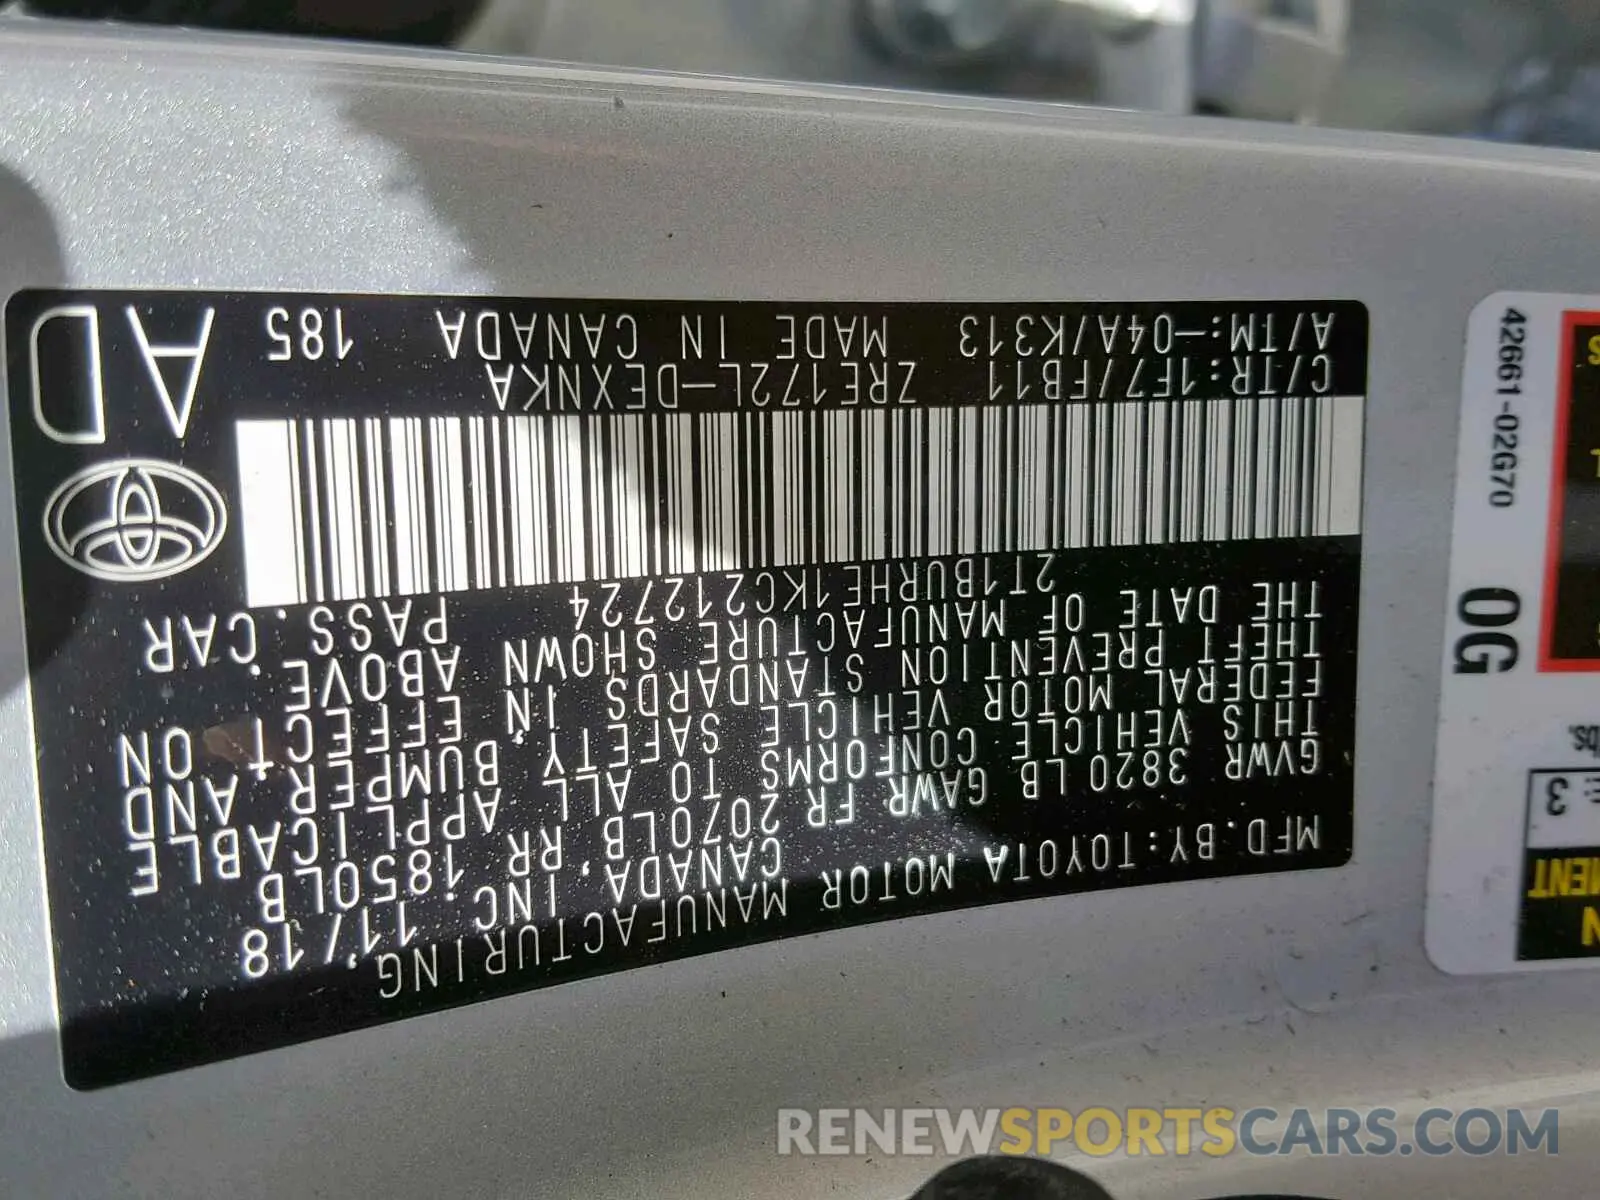 MFD.BY:TOYOTA MOTOR MANUFACTURING
CANADA, INC. 11/18
GVWR 3820 LB GAWR FR 2070LB RR 1850LB
THIS VEHICLE CONFORMS TO ALL APPLICABLE
FEDERAL MOTOR VEHICLE SAFETY BUMPER, AND
THEFT PREVENTION STANDARDS IN EFFECT ON
THE DATE OF MANUFACTURE SHOWN ABOVE.
2T1BURHE1KC212724 PASS.CAR
C/TR:1F7/FB11 ZRE172L-DEXNKA
A/TM:-04A/K313 MADE IN CANADA 185
AD
42661-02G70
0G
3
RENEWSPORTSCARS.COM